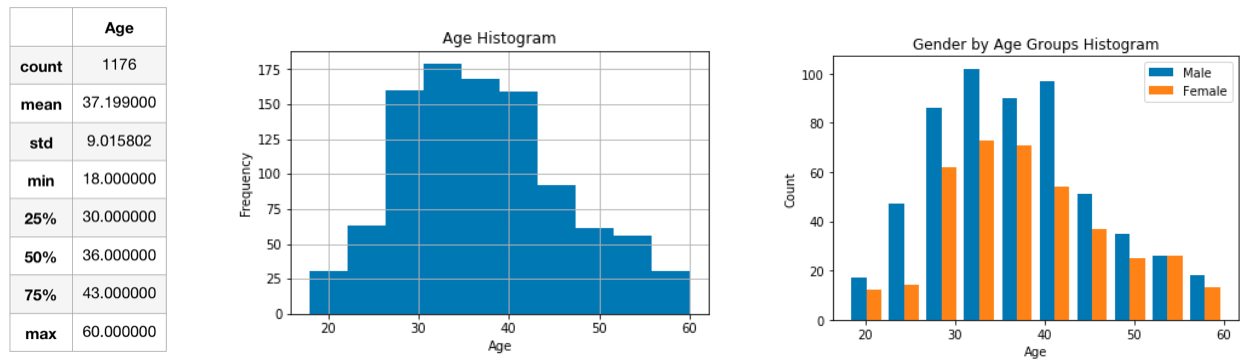 Age
count 1176
mean 37.199000
std 9.015802
min 18.000000
25% 30.000000
50% 36.000000
75% 43.000000
max 60.000000
Age Histogram
Frequency
175
150
125
100
75
50
25
0
20 30 40 50 60
Age
Gender by Age Groups Histogram
Male
Female
Count
100
80
60
40
20
0
20 30 40 50 60
Age